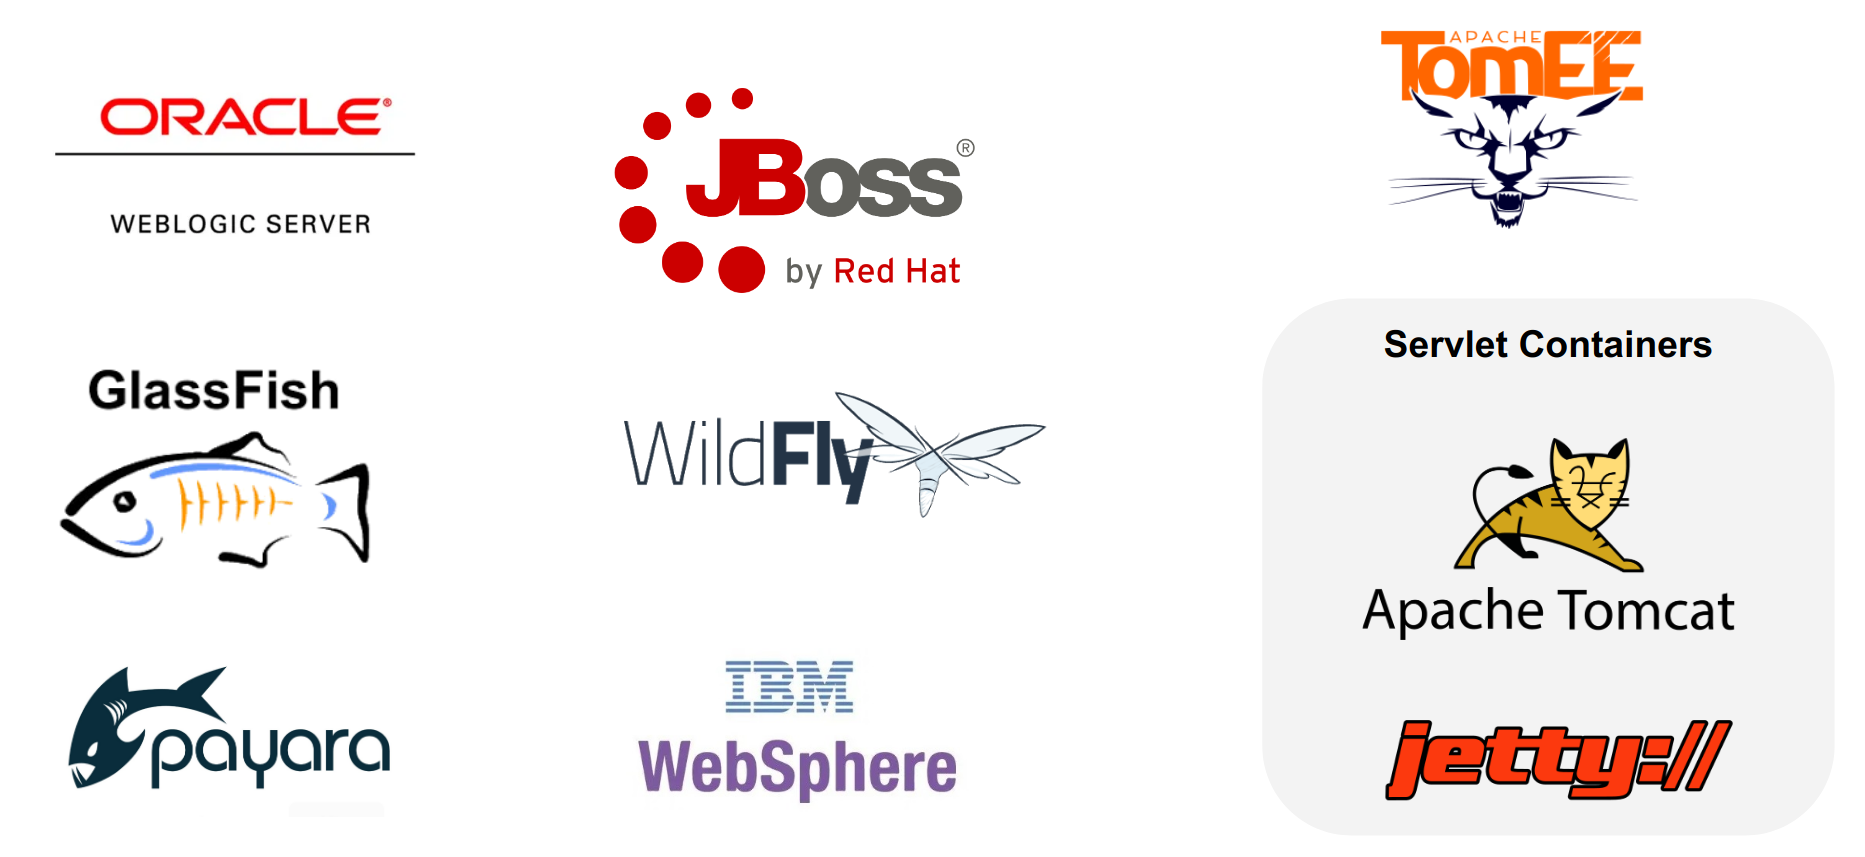 ORACLE®
WEBLOGIC SERVER
JBoss®
by Red Hat
APACHE
TomEE
GlassFish
WildFly
Servlet Containers
Apache Tomcat
payara
IBM
WebSphere
jetty://